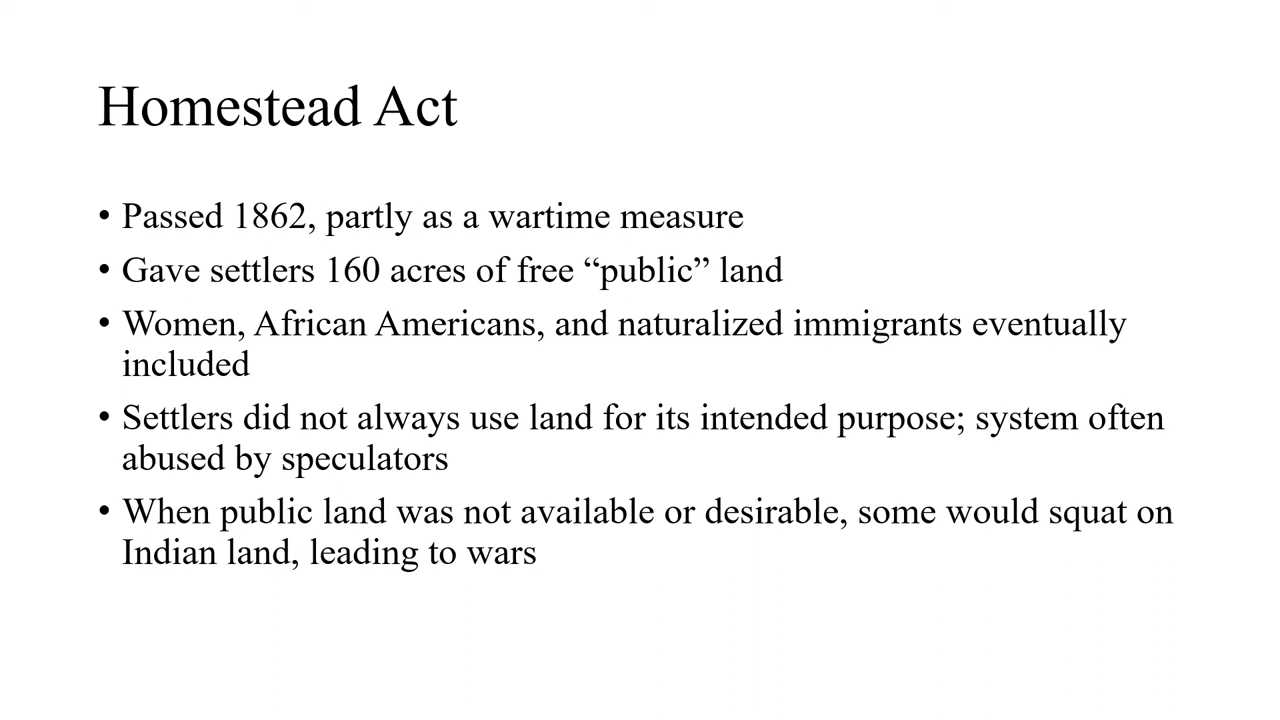 Homestead Act
• Passed 1862, partly as a wartime measure
• Gave settlers 160 acres of free “public” land
• Women, African Americans, and naturalized immigrants eventually
included
• Settlers did not always use land for its intended purpose; system often
abused by speculators
• When public land was not available or desirable, some would squat on
Indian land, leading to wars